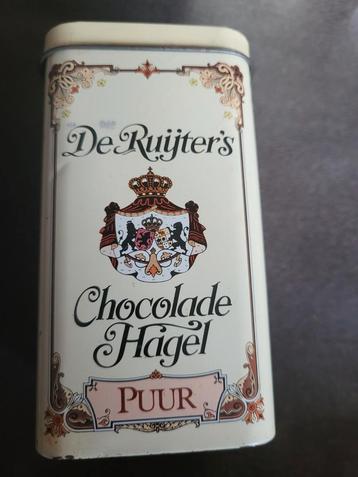 De Ruijter's
Chocolade
Hagel
PUUR